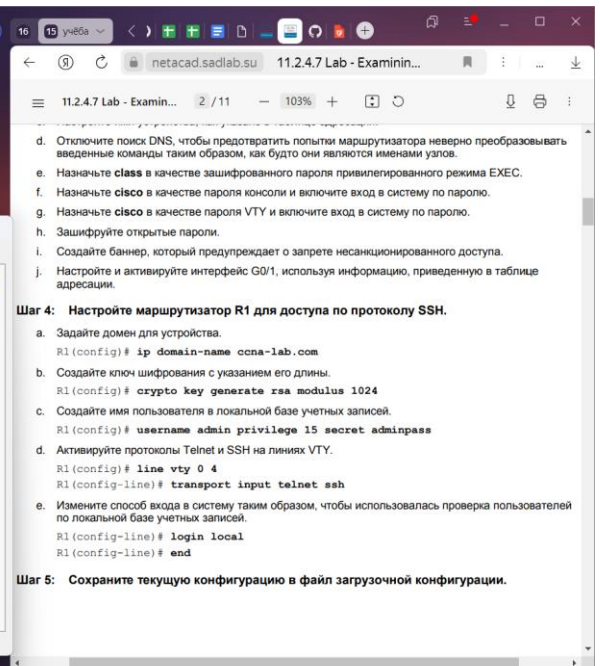 16
15 учёба
netacad.sadlab.su 11.2.4.7 Lab - Examinin...
11.2.4.7 Lab - Examin... 2 / 11 — 103% +
d. Отключите поиск DNS, чтобы предотвратить попытки маршрутизатора неверно преобразовывать
введенные команды таким образом, как будто они являются именами узлов.
e. Назначьте class в качестве зашифрованного пароля привилегированного режима EXEC.
f. Назначьте cisco в качестве пароля консоли и включите вход в систему по паролю.
g. Назначьте cisco в качестве пароля VTY и включите вход в систему по паролю.
h. Зашифруйте открытые пароли.
i. Создайте баннер, который предупреждает о запрете несанкционированного доступа.
j. Настройте и активируйте интерфейс G0/1, используя информацию, приведенную в таблице
адресации.
Шаг 4: Настройте маршрутизатор R1 для доступа по протоколу SSH.
a. Задайте домен для устройства.
R1(config)# ip domain-name ccna-lab.com
b. Создайте ключ шифрования с указанием его длины.
R1(config)# crypto key generate rsa modulus 1024
c. Создайте имя пользователя в локальной базе учетных записей.
R1(config)# username admin privilege 15 secret adminpass
d. Активируйте протоколы Telnet и SSH на линиях VTY.
R1(config)# line vty 0 4
R1(config-line)# transport input telnet ssh
e. Измените способ входа в систему таким образом, чтобы использовалась проверка пользователей
по локальной базе учетных записей.
R1(config-line)# login local
R1(config-line)# end
Шаг 5: Сохраните текущую конфигурацию в файл загрузочной конфигурации.